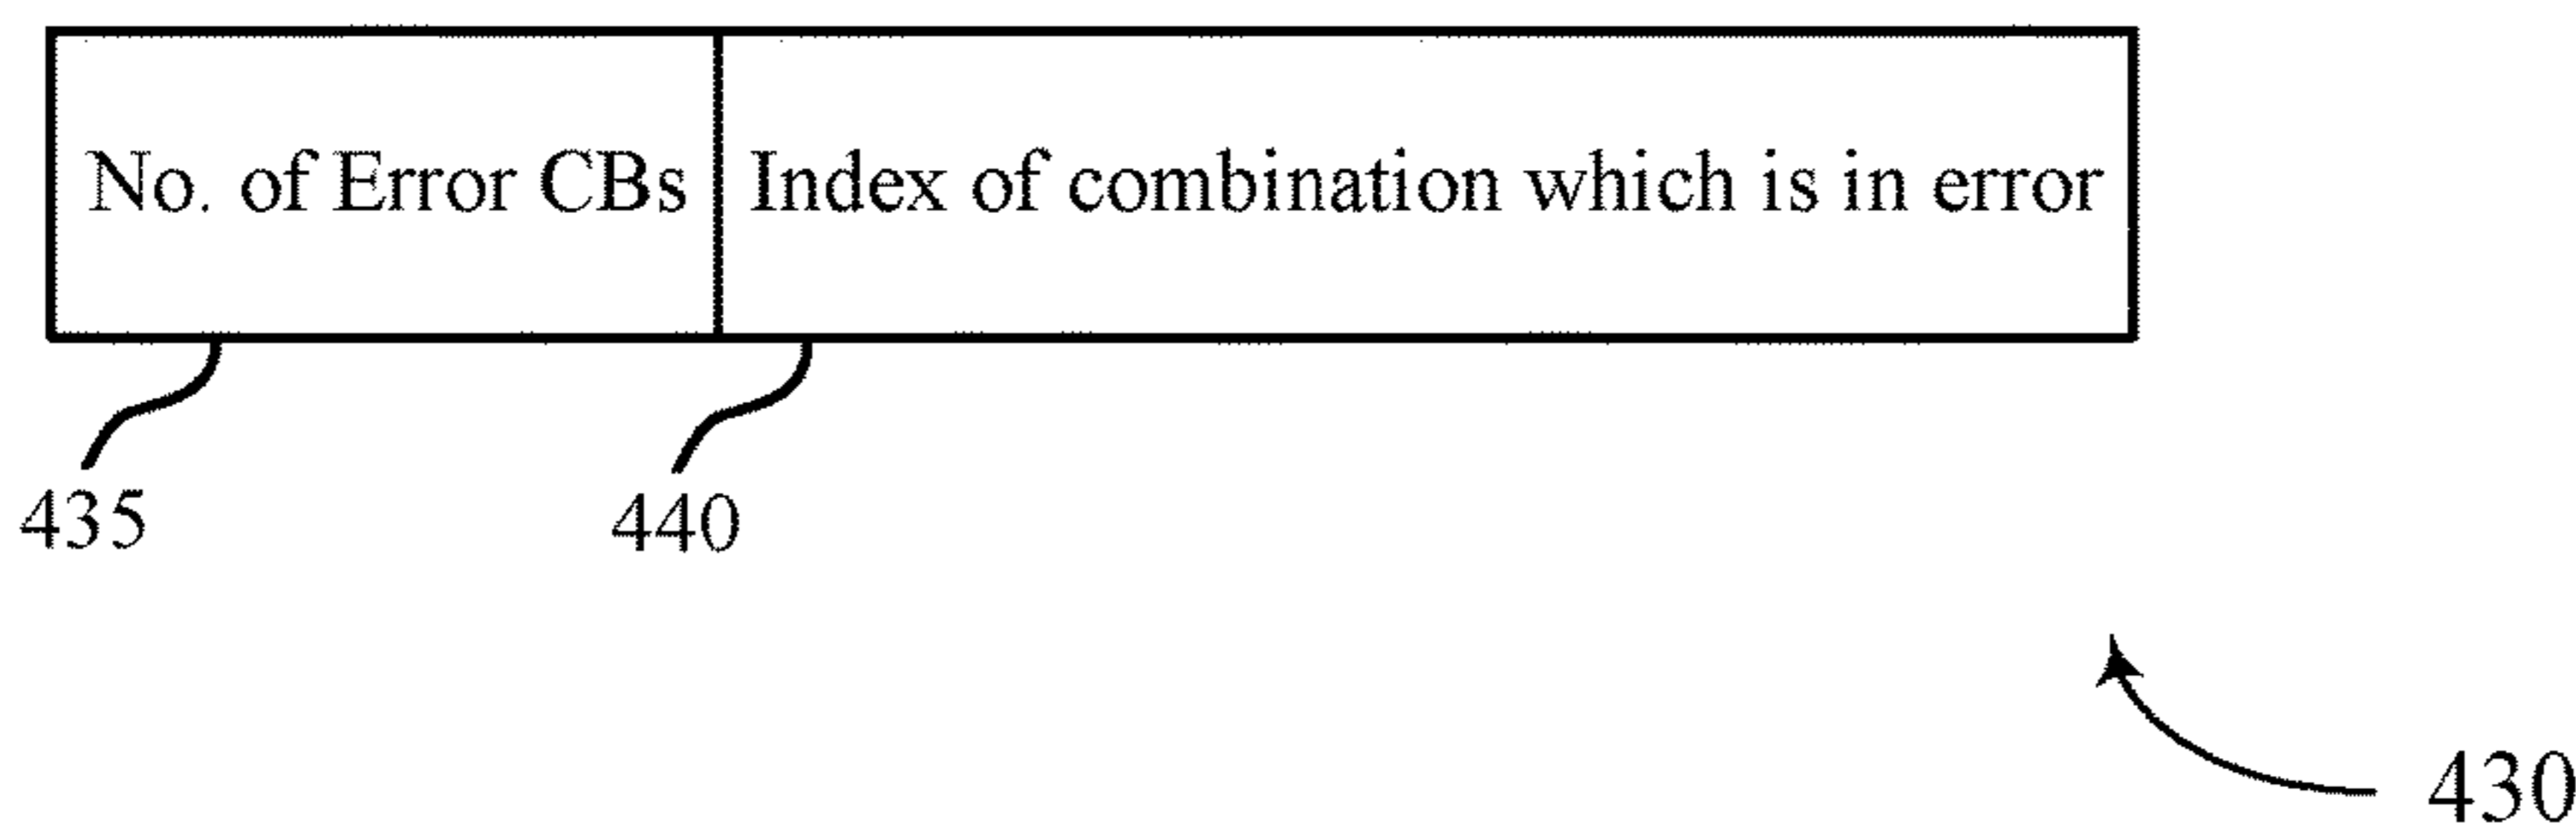 No. of Error CBs
Index of combination which is in error
435
440
430